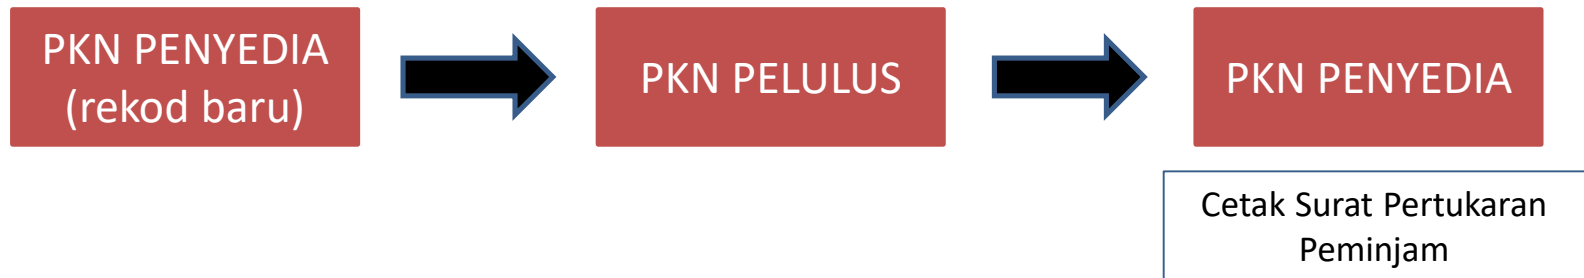 PKN PENYEDIA
(rekod baru)
PKN PELULUS
PKN PENYEDIA
Cetak Surat Pertukaran
Peminjam